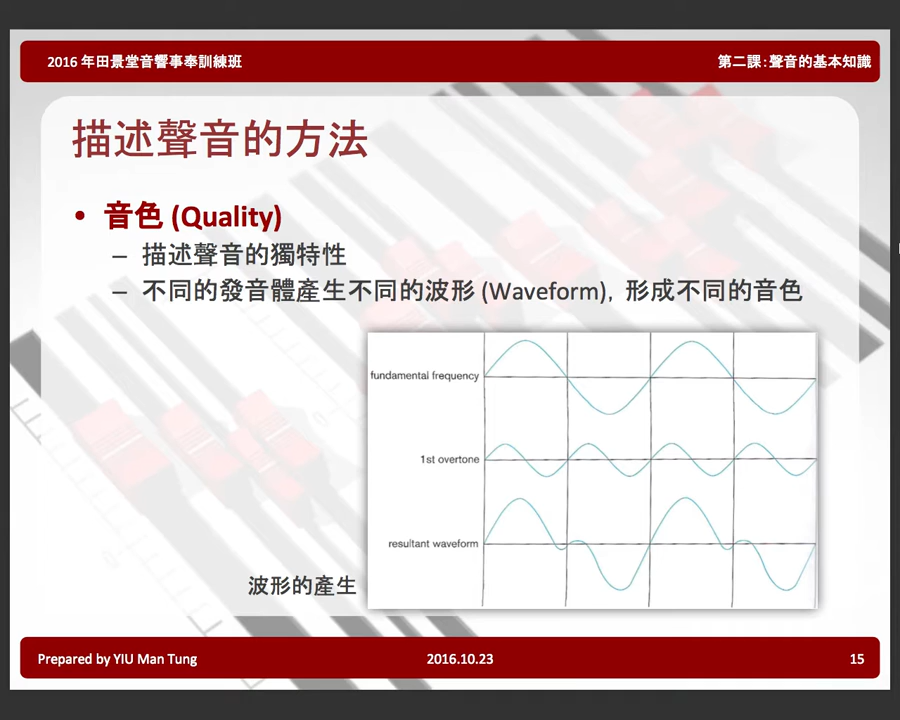 2016 年田景堂音響事奉訓練班
第二課：聲音的基本知識
描述聲音的方法
• 音色 (Quality)
– 描述聲音的獨特性
– 不同的發音體產生不同的波形 (Waveform)，形成不同的音色
fundamental frequency
1st overtone
resultant waveform
波形的產生
Prepared by YIU Man Tung
2016.10.23
15